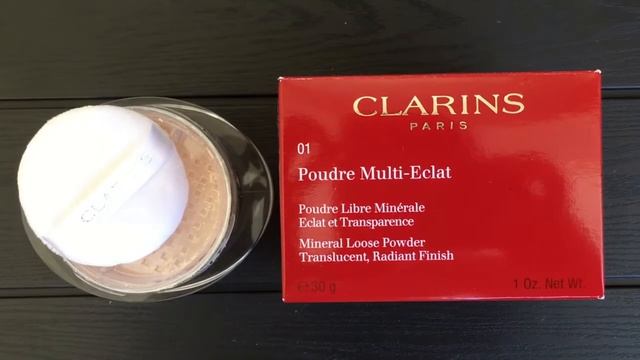 CLARINS
PARIS
01
Poudre Multi-Eclat
Poudre Libre Minérale
Eclat et Transparence
Mineral Loose Powder
Translucent, Radiant Finish
℮30 g
1 Oz. Net Wt.